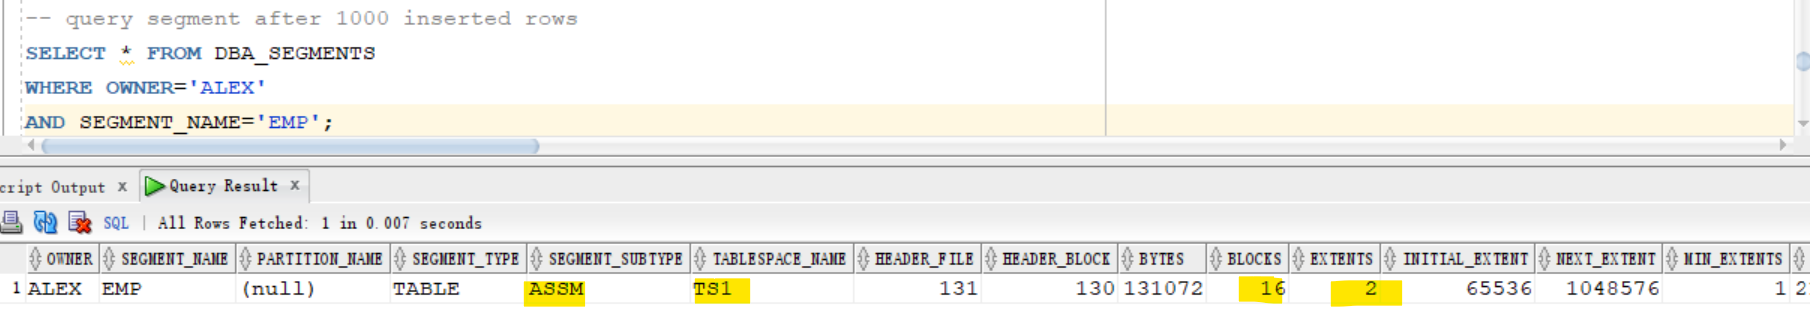 -- query segment after 1000 inserted rows
SELECT * FROM DBA_SEGMENTS
WHERE OWNER='ALEX'
AND SEGMENT_NAME='EMP';
cript Output x Query Result x
SQL | All Rows Fetched: 1 in 0.007 seconds
OWNER SEGMENT_NAME PARTITION_NAME SEGMENT_TYPE SEGMENT_SUBTYPE TABLESPACE_NAME HEADER_FILE HEADER_BLOCK BYTES BLOCKS EXTENTS INITIAL_EXTENT NEXT_EXTENT MIN_EXTENTS
1 ALEX EMP (null) TABLE ASSM TS1 131 130 131072 16 2 65536 1048576 1 2